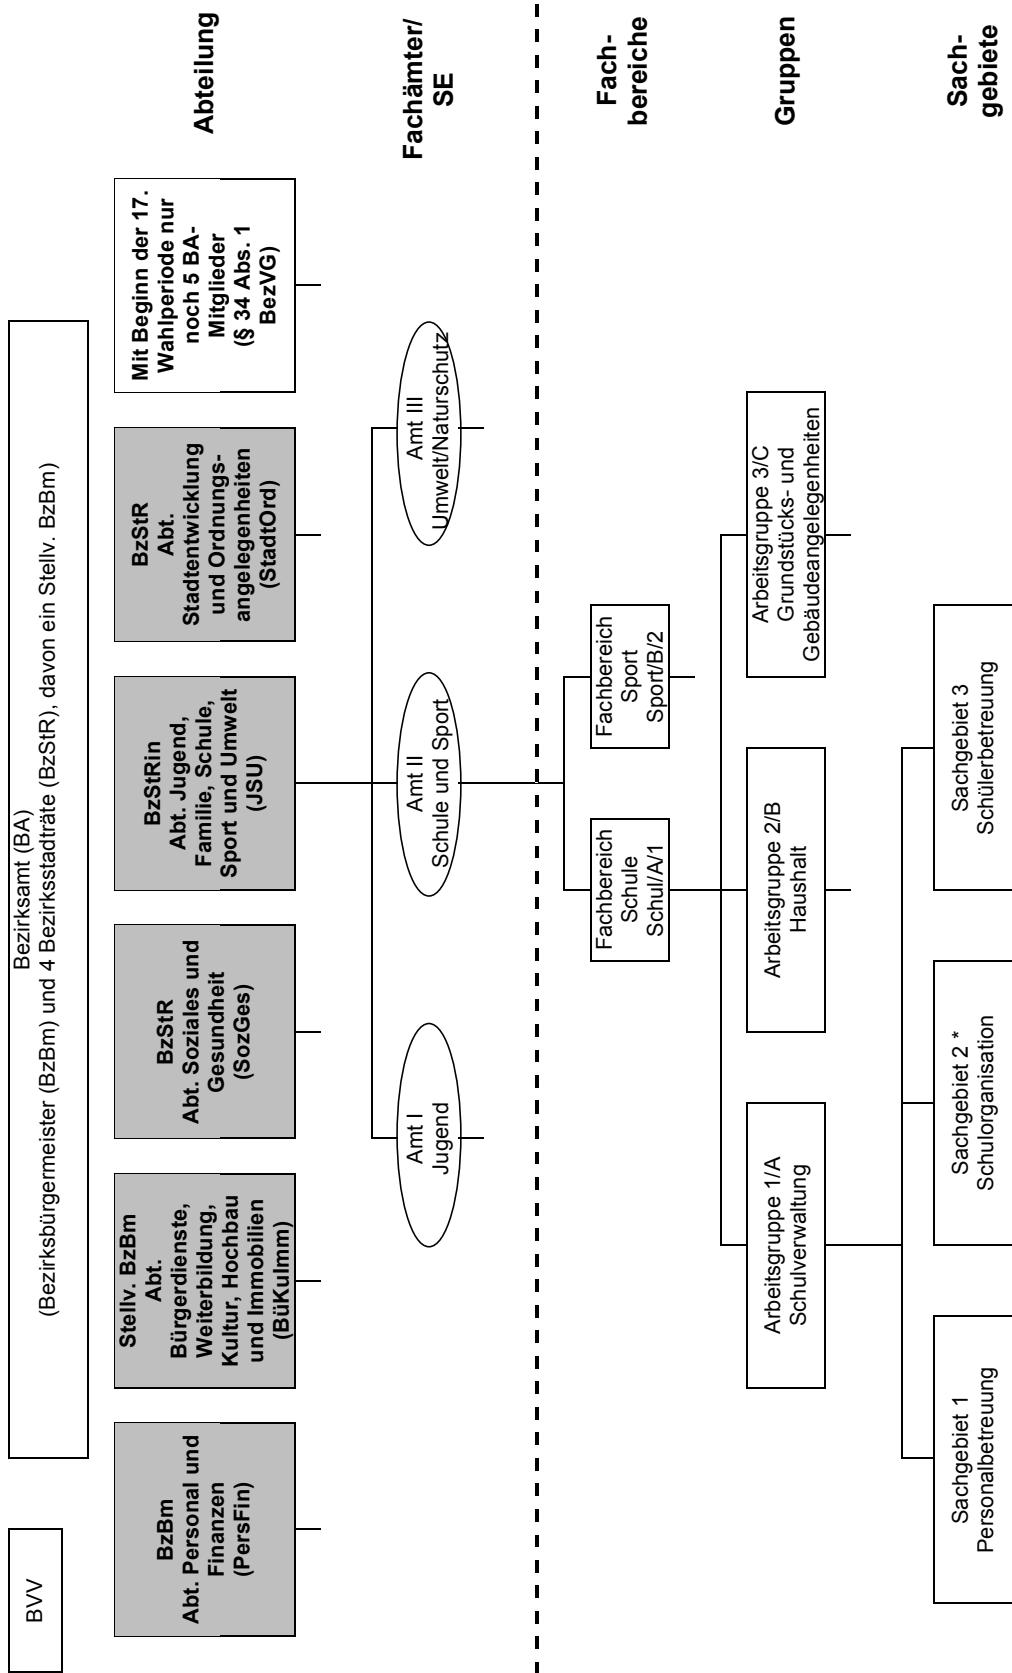 BVV
Bezirksamt (BA)
(Bezirksbürgermeister (BzBm) und 4 Bezirksstadträte (BzStR), davon ein Stellv. BzBm)
BzBm
Abt. Personal und
Finanzen
(PersFin)
Stellv. BzBm
Abt.
Bürgerdienste,
Weiterbildung,
Kultur, Hochbau
und Immobilien
(BüKuImm)
BzStR
Abt. Soziales und
Gesundheit
(SozGes)
BzStRin
Abt. Jugend,
Familie, Schule,
Sport und Umwelt
(JSU)
BzStR
Abt.
Stadtentwicklung
und Ordnungs-
angelegenheiten
(StadtOrd)
Mit Beginn der 17.
Wahlperiode nur
noch 5 BA-
Mitglieder
(§ 34 Abs. 1
BezVG)
Abteilung
Amt I
Jugend
Amt II
Schule und Sport
Amt III
Umwelt/Naturschutz
Fachämter/
SE
Fachbereich
Schule
Schul/A/1
Fachbereich
Sport
Sport/B/2
Fach-
bereiche
Arbeitsgruppe 1/A
Schulverwaltung
Arbeitsgruppe 2/B
Haushalt
Arbeitsgruppe 3/C
Grundstücks- und
Gebäudeangelegenheiten
Gruppen
Sachgebiet 1
Personalbetreuung
Sachgebiet 2 *
Schulorganisation
Sachgebiet 3
Schülerbetreuung
Sach-
gebiete